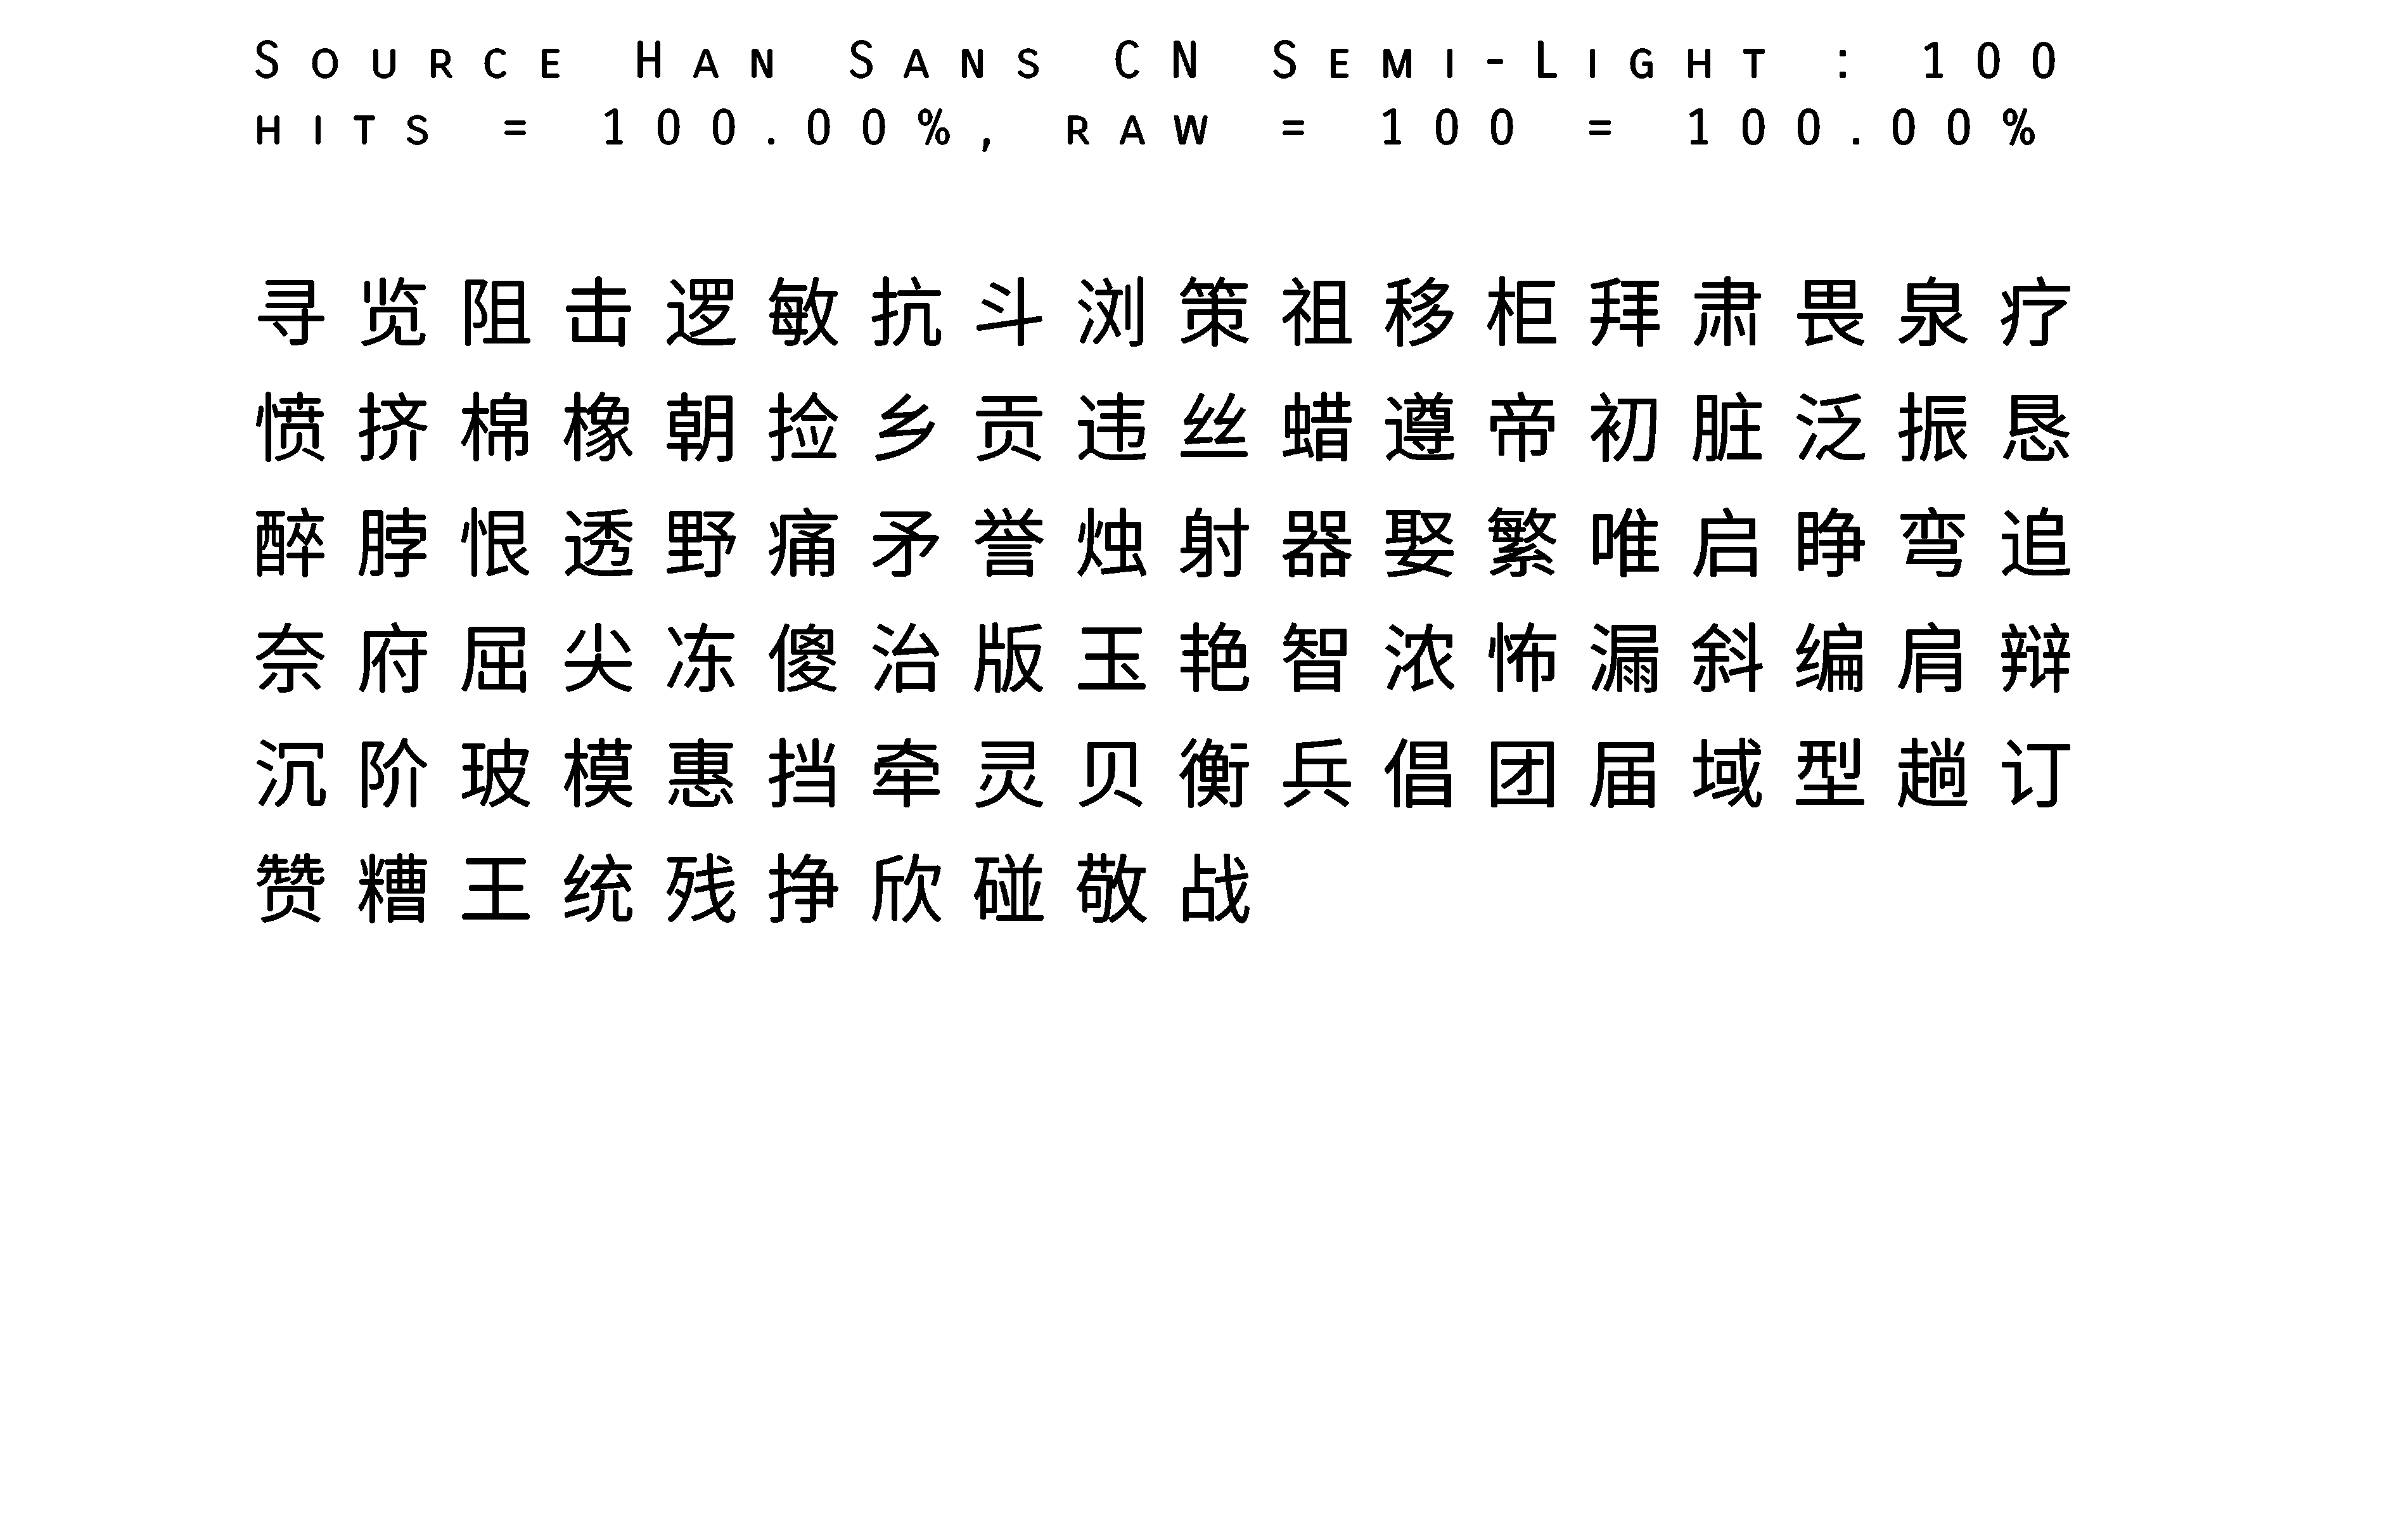 Source Han Sans CN Semi-Light : 100
hits = 100.00%, raw = 100 = 100.00%
寻览阻击逻敏抗斗浏策祖移柜拜肃畏泉疗
愤挤棉橡朝捡乡贡违丝蜡遵帝初脏泛振恳
醉脖恨透野痛矛誉烛射器娶繁唯启睁弯追
奈府屈尖冻傻治版玉艳智浓怖漏斜编肩辩
沉阶玻模惠挡牵灵贝衡兵倡团届域型趟订
赞糟王统残挣欣碰敬战